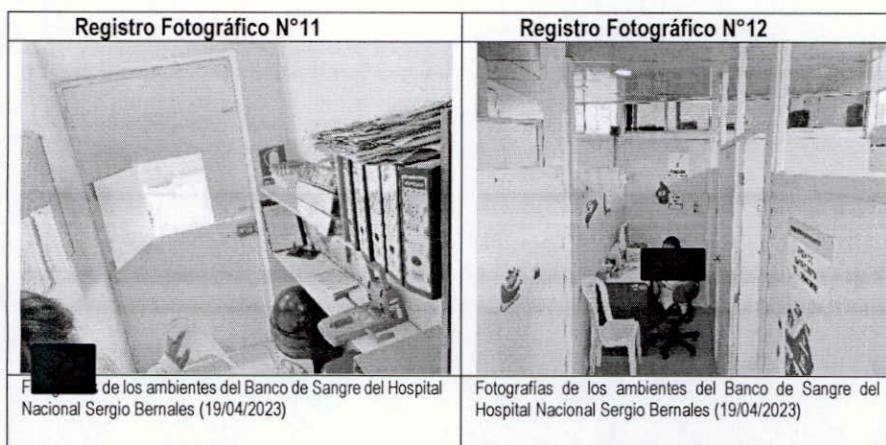 Registro Fotográfico N°11
Registro Fotográfico N°12
de los ambientes del Banco de Sangre del Hospital
Nacional Sergio Bernales (19/04/2023)
Fotografías de los ambientes del Banco de Sangre del
Hospital Nacional Sergio Bernales (19/04/2023)